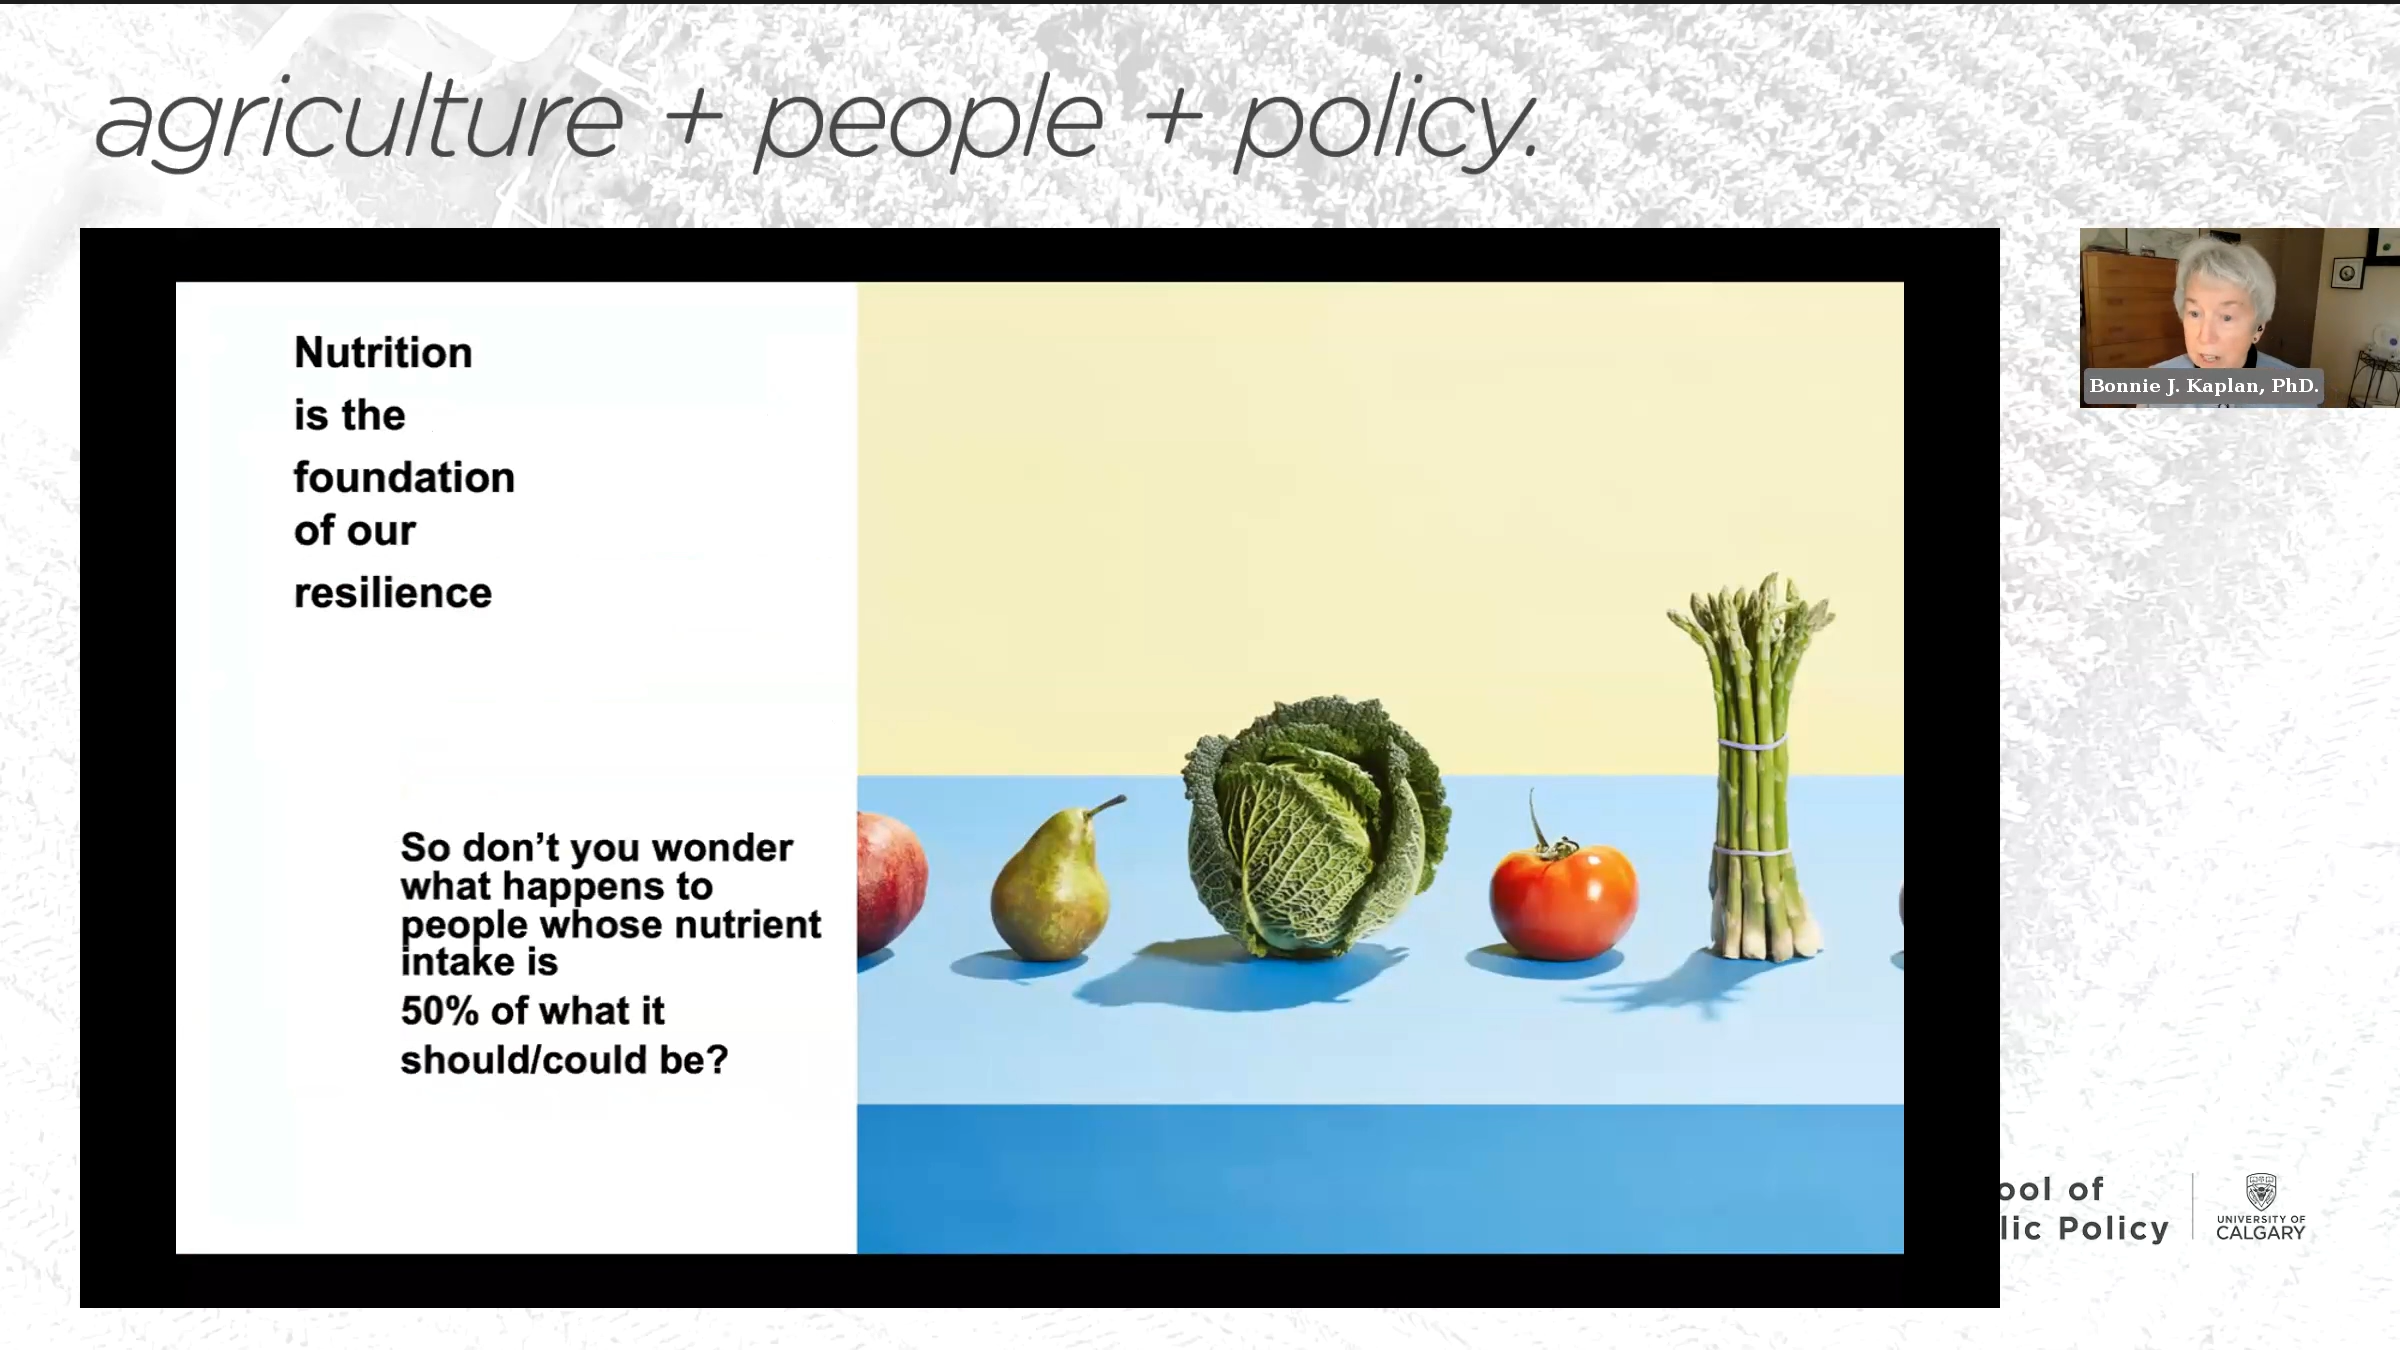 agriculture + people + policy.
Nutrition
is the
foundation
of our
resilience
So don’t you wonder
what happens to
people whose nutrient
intake is
50% of what it
should/could be?
Bonnie J. Kaplan, PhD.
ool of
lic Policy
UNIVERSITY OF
CALGARY